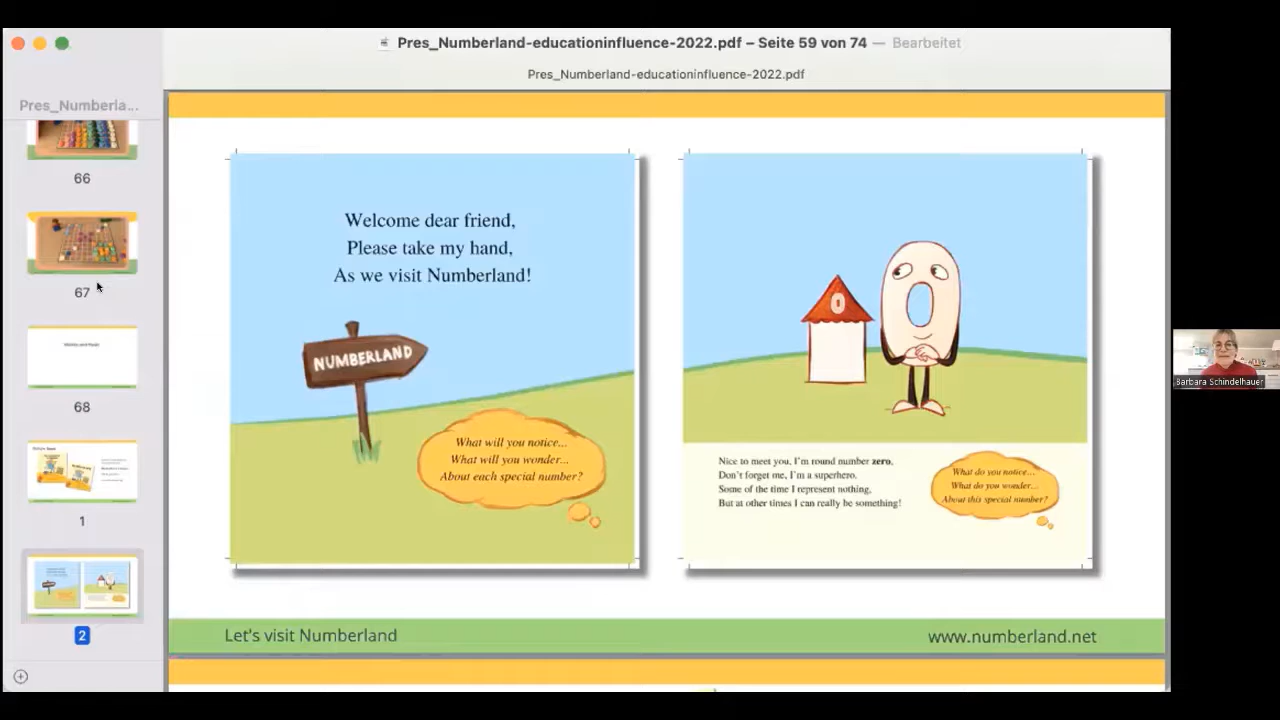 Pres_Numberland-educationinfluence-2022.pdf – Seite 59 von 74 — Bearbeitet
Pres_Numberland-educationinfluence-2022.pdf
Pres_Numberla...
66
67
68
1
2
Welcome dear friend,
Please take my hand,
As we visit Numberland!
NUMBERLAND
What will you notice...
What will you wonder...
About each special number?
0
Nice to meet you, I'm round number zero,
Don't forget me, I'm a superhero.
Some of the time I represent nothing,
But at other times I can really be something!
What do you notice...
What do you wonder...
About this special number?
Let's visit Numberland
www.numberland.net
Barbara Schindelhauer